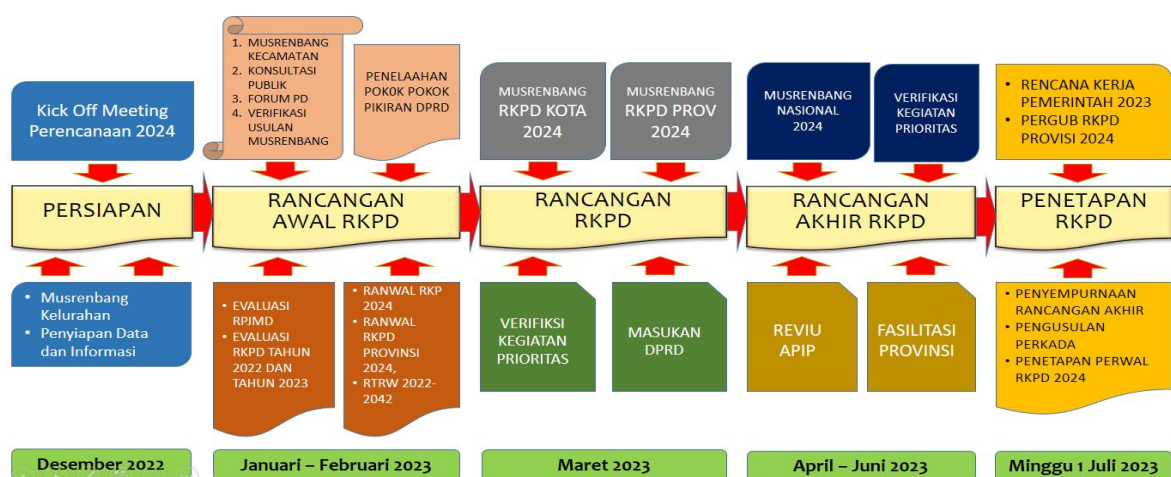 Kick Off Meeting
Perencanaan 2024
1. MUSRENBANG
KECAMATAN
2. KONSULTASI
PUBLIK
3. FORUM PD
4. VERIFIKASI
USULAN
MUSRENBANG
PENELAAHAN
POKOK POKOK
PIKIRAN DPRD
MUSRENBANG
RKPD KOTA
2024
MUSRENBANG
RKPD PROV
2024
MUSRENBANG
NASIONAL
2024
VERIFIKASI
KEGIATAN
PRIORITAS
• RENCANA KERJA
PEMERINTAH 2023
• PERGUB RKPD
PROVISI 2024
PERSIAPAN
RANCANGAN
AWAL RKPD
RANCANGAN
RKPD
RANCANGAN
AKHIR RKPD
PENETAPAN
RKPD
• Musrenbang
Kelurahan
• Penyiapan Data
dan Informasi
• EVALUASI
RPJMD
• EVALUASI
RKPD TAHUN
2022 DAN
TAHUN 2023
• RANWAL RKP
2024
• RANWAL
RKPD
PROVINSI
2024,
• RTRW 2022-
2042
VERIFIKSI
KEGIATAN
PRIORITAS
MASUKAN
DPRD
REVIU
APIP
FASILITASI
PROVINSI
• PENYEMPURNAAN
RANCANGAN AKHIR
• PENGUSULAN
PERKADA
• PENETAPAN PERWAL
RKPD 2024
Desember 2022
Januari – Februari 2023
Maret 2023
April – Juni 2023
Minggu 1 Juli 2023